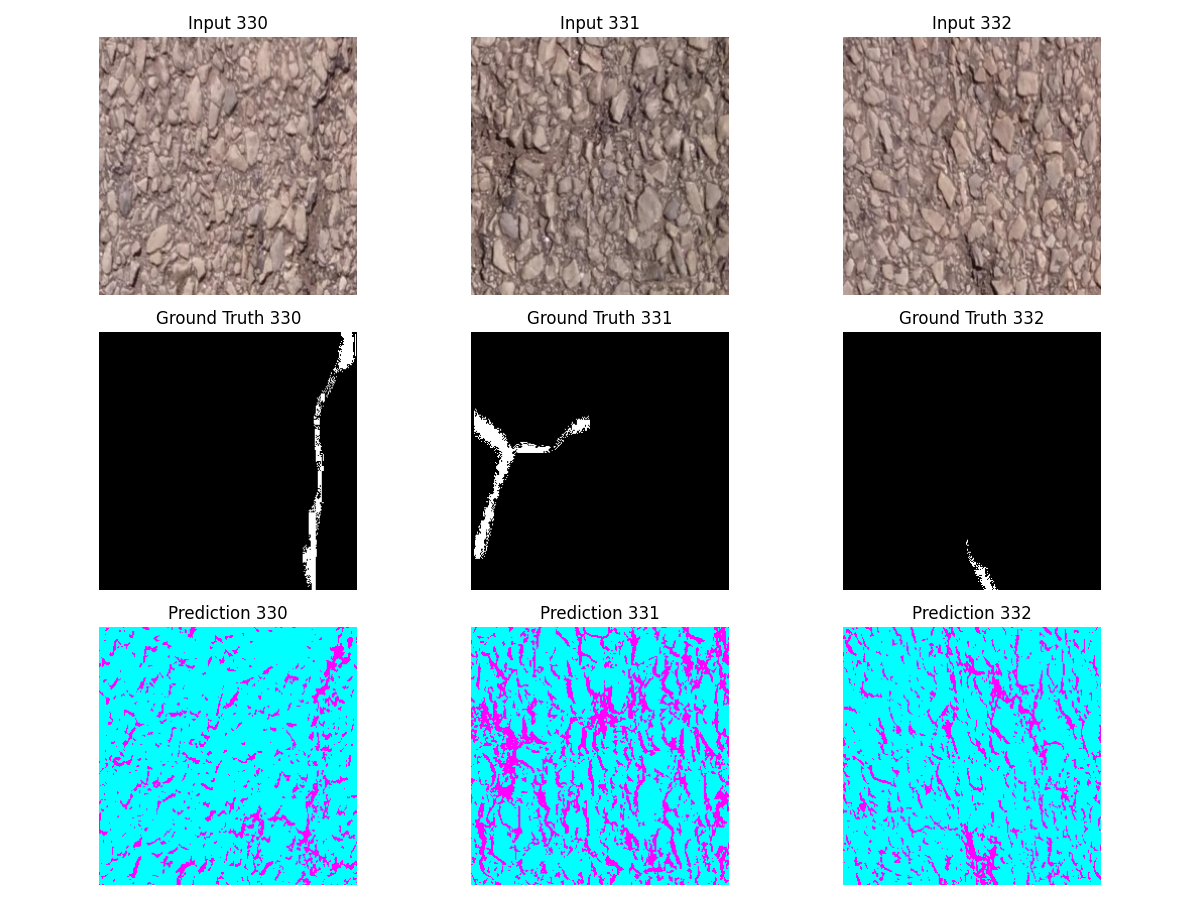 Input 330
Input 331
Input 332
Ground Truth 330
Ground Truth 331
Ground Truth 332
Prediction 330
Prediction 331
Prediction 332